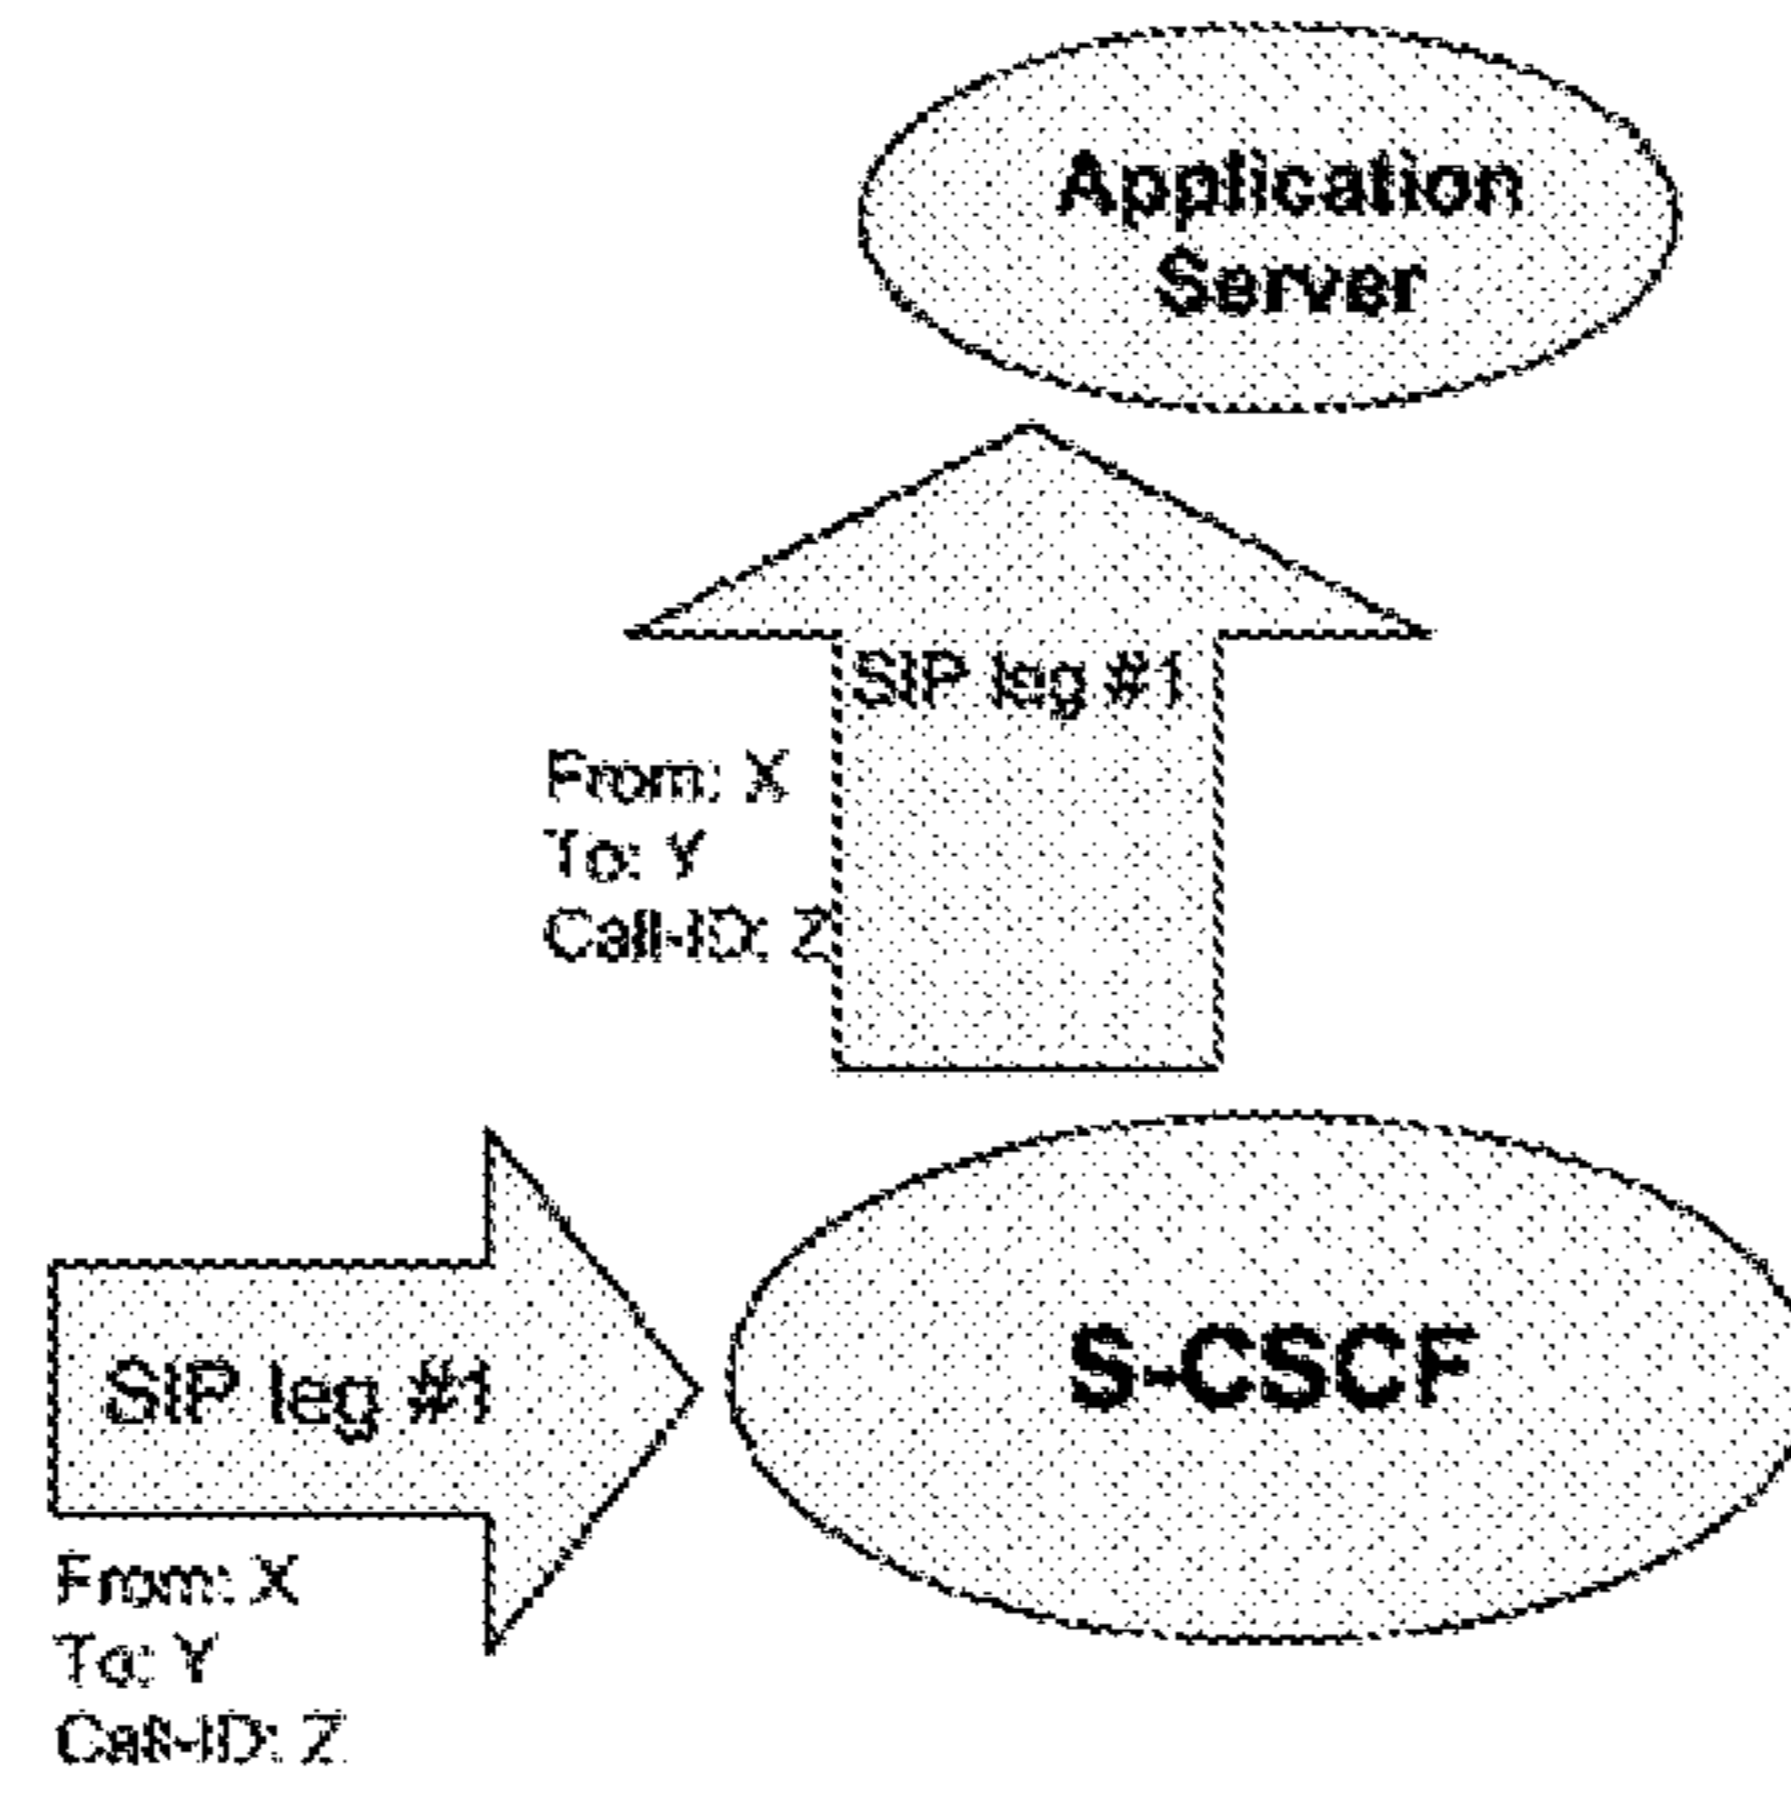 Application
Server
SIP leg #1
From: X
To: Y
Call-ID: Z
SIP leg #1
S-CSCF
From: X
To: Y
Call-ID: Z